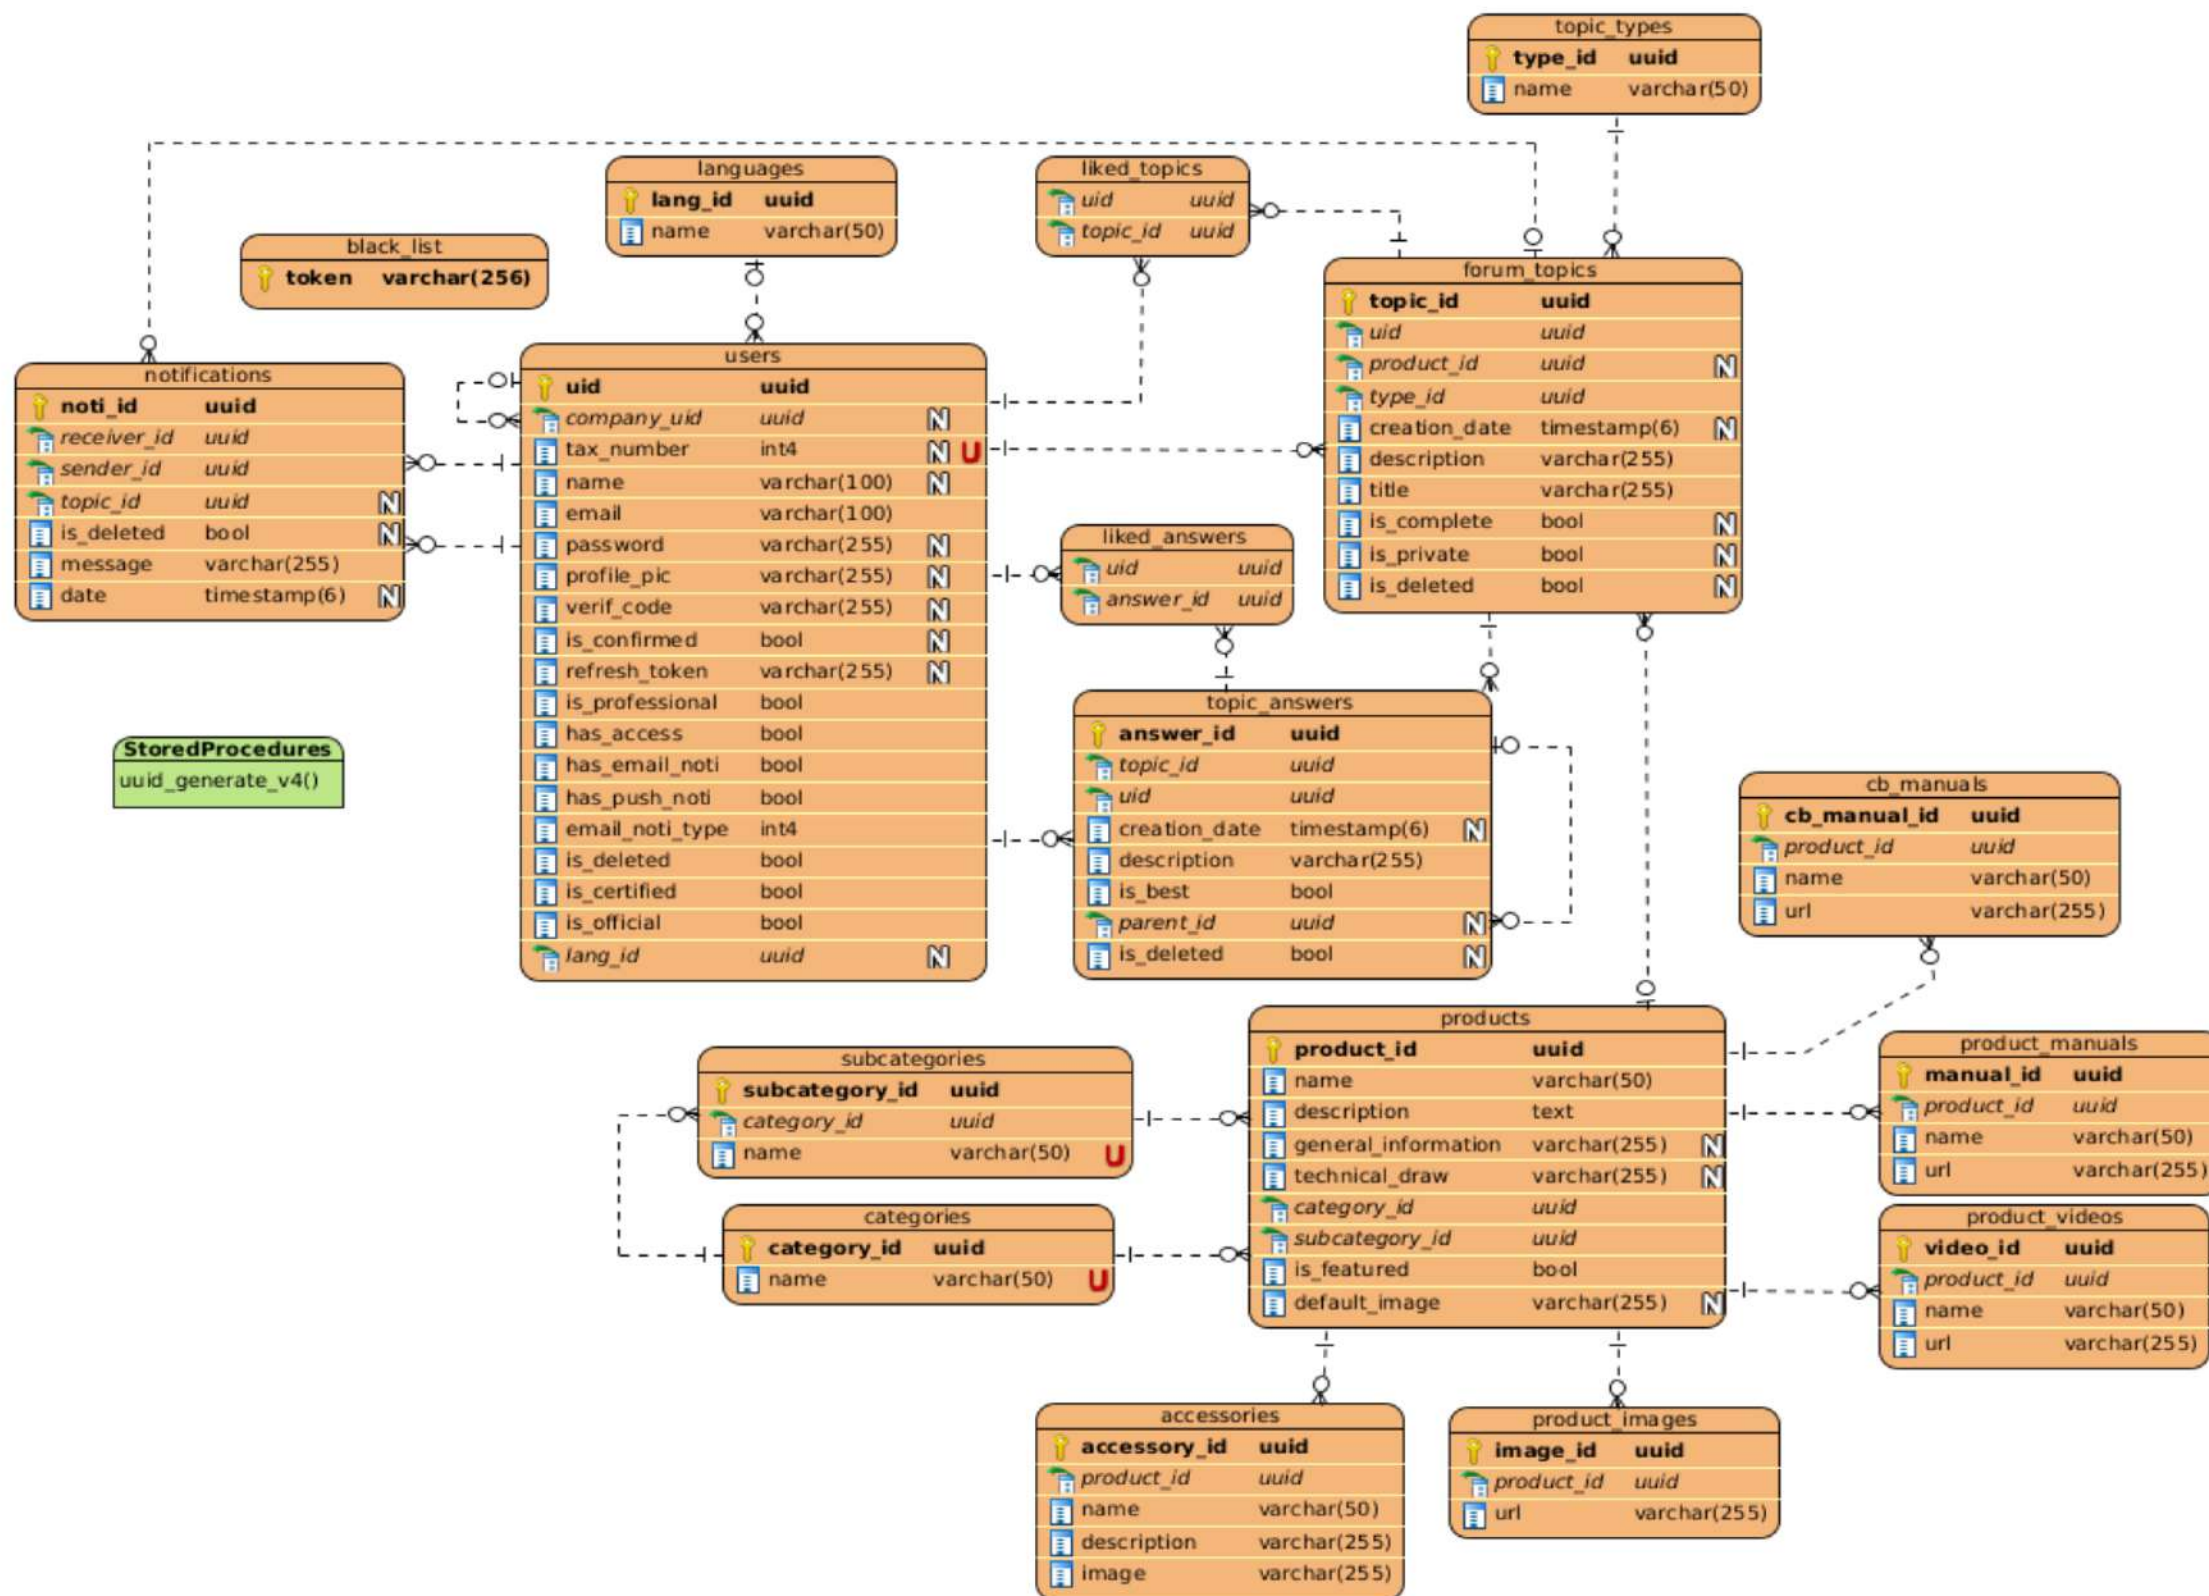 topic_types
type_id uuid
name varchar(50)
languages
lang_id uuid
name varchar(50)
liked_topics
uid uuid
topic_id uuid
black_list
token varchar(256)
forum_topics
topic_id uuid
uid uuid
product_id uuid N
type_id uuid
creation_date timestamp(6) N
description varchar(255)
title varchar(255)
is_complete bool N
is_private bool N
is_deleted bool N
notifications
noti_id uuid
receiver_id uuid
sender_id uuid
topic_id uuid N
is_deleted bool N
message varchar(255)
date timestamp(6) N
users
uid uuid
company_uid uuid N
tax_number int4 N U
name varchar(100) N
email varchar(100)
password varchar(255) N
profile_pic varchar(255) N
verif_code varchar(255) N
is_confirmed bool N
refresh_token varchar(255) N
is_professional bool
has_access bool
has_email_noti bool
has_push_noti bool
email_noti_type int4
is_deleted bool
is_certified bool
is_official bool
lang_id uuid N
liked_answers
uid uuid
answer_id uuid
StoredProcedures
uuid_generate_v4()
topic_answers
answer_id uuid
topic_id uuid
uid uuid
creation_date timestamp(6) N
description varchar(255)
is_best bool
parent_id uuid N
is_deleted bool N
cb_manuals
cb_manual_id uuid
product_id uuid
name varchar(50)
url varchar(255)
products
product_id uuid
name varchar(50)
description text
general_information varchar(255) N
technical_draw varchar(255) N
category_id uuid
subcategory_id uuid
is_featured bool
default_image varchar(255) N
subcategories
subcategory_id uuid
category_id uuid
name varchar(50) U
categories
category_id uuid
name varchar(50) U
product_manuals
manual_id uuid
product_id uuid
name varchar(50)
url varchar(255)
product_videos
video_id uuid
product_id uuid
name varchar(50)
url varchar(255)
accessories
accessory_id uuid
product_id uuid
name varchar(50)
description varchar(255)
image varchar(255)
product_images
image_id uuid
product_id uuid
url varchar(255)